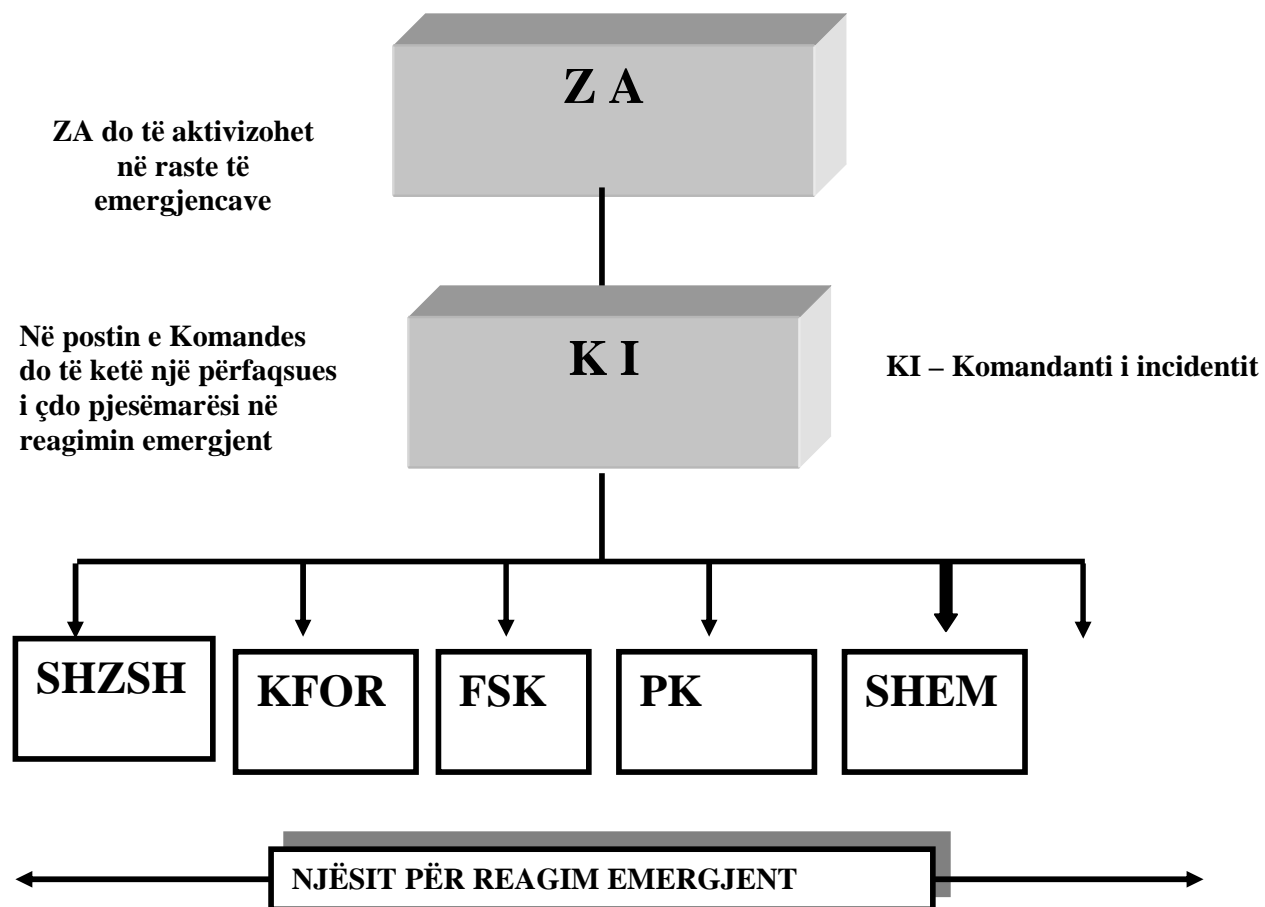 Z A
ZA do të aktivizohet
në raste të
emergjencave
Në postin e Komandes
do të ketë një përfaqsues
i çdo pjesëmarësi në
reagimin emergjent
K I
KI – Komandanti i incidentit
SHZSH
KFOR
FSK
PK
SHEM
NJËSIT PËR REAGIM EMERGJENT